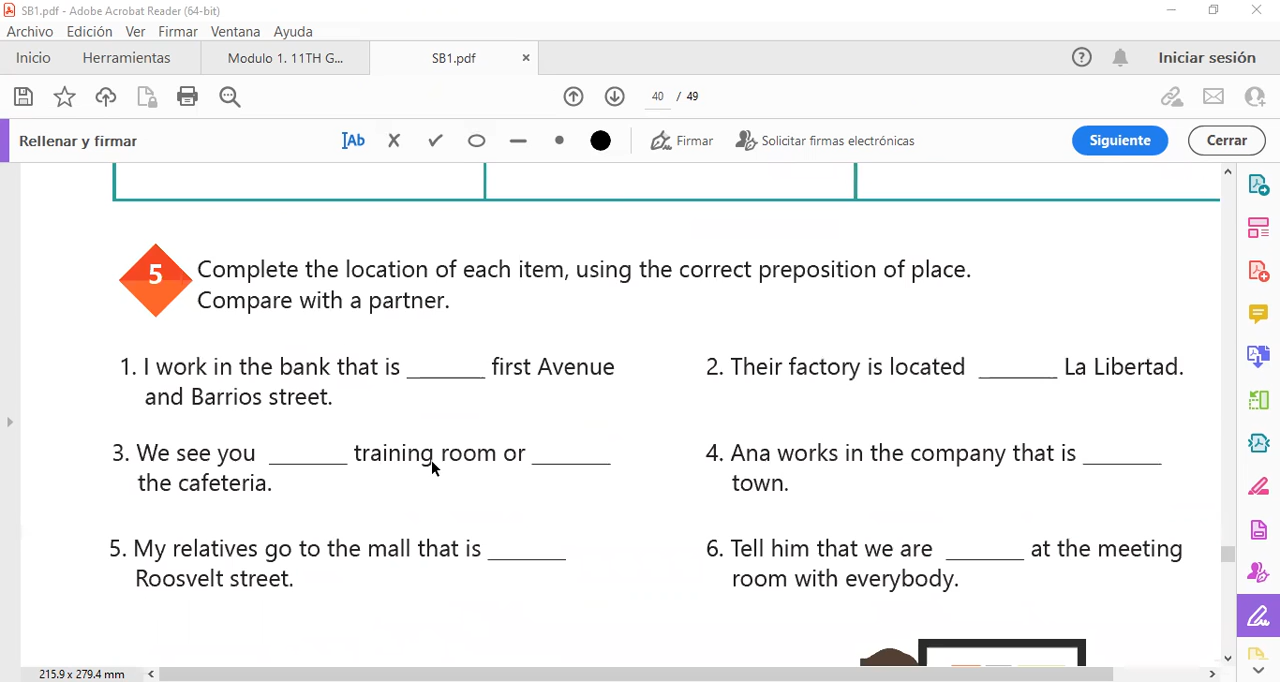 SB1.pdf - Adobe Acrobat Reader (64-bit)
Archivo Edición Ver Firmar Ventana Ayuda
Inicio Herramientas Modulo 1. 11TH G... SB1.pdf × Iniciar sesión
40 / 49
Rellenar y firmar Ab Firmar Solicitar firmas electrónicas Siguiente Cerrar
5 Complete the location of each item, using the correct preposition of place.
Compare with a partner.
1. I work in the bank that is _______ first Avenue
and Barrios street.
2. Their factory is located _______ La Libertad.
3. We see you _______ training room or _______
the cafeteria.
4. Ana works in the company that is _______
town.
5. My relatives go to the mall that is _______
Roosvelt street.
6. Tell him that we are _______ at the meeting
room with everybody.
215.9 x 279.4 mm